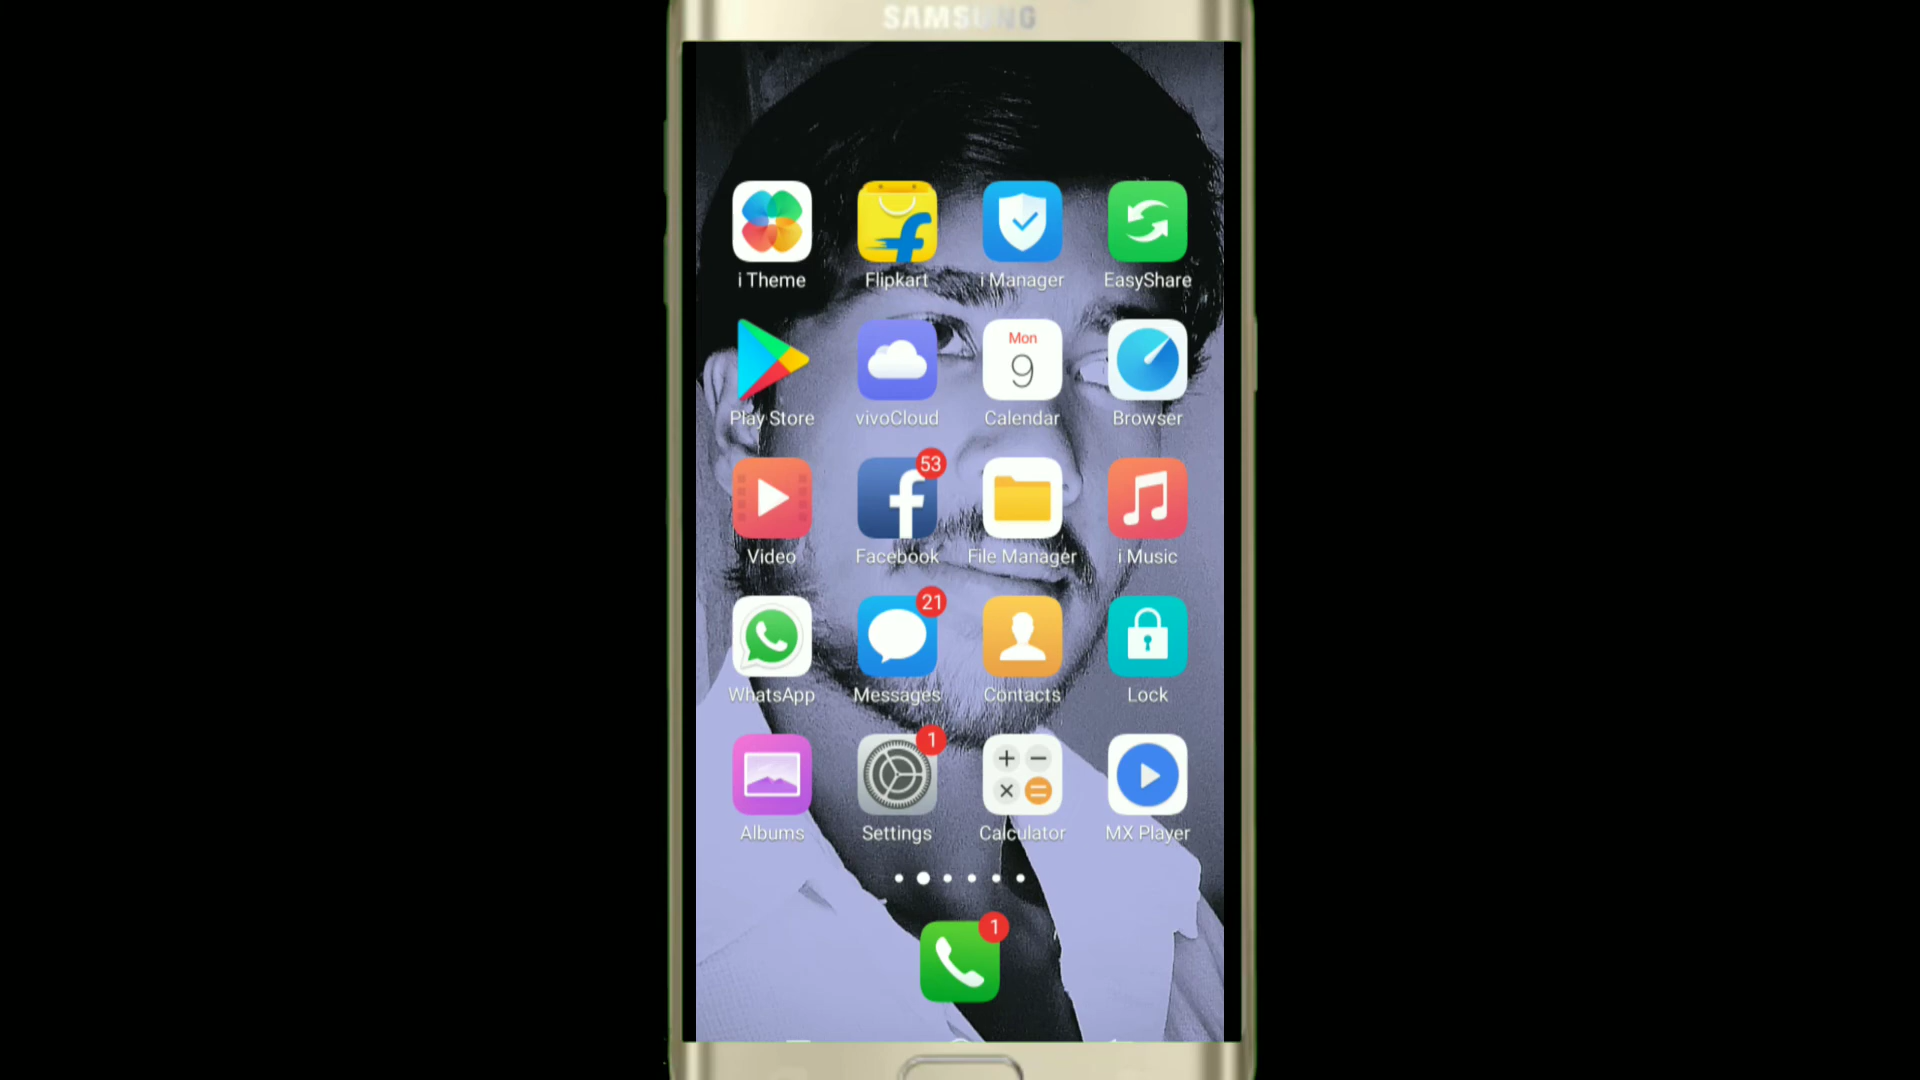 SAMSUNG
i Theme Flipkart i Manager EasyShare
Mon
9
Play Store vivoCloud Calendar Browser
53
Video Facebook File Manager i Music
21
WhatsApp Messages Contacts Lock
1
Albums Settings Calculator MX Player
1